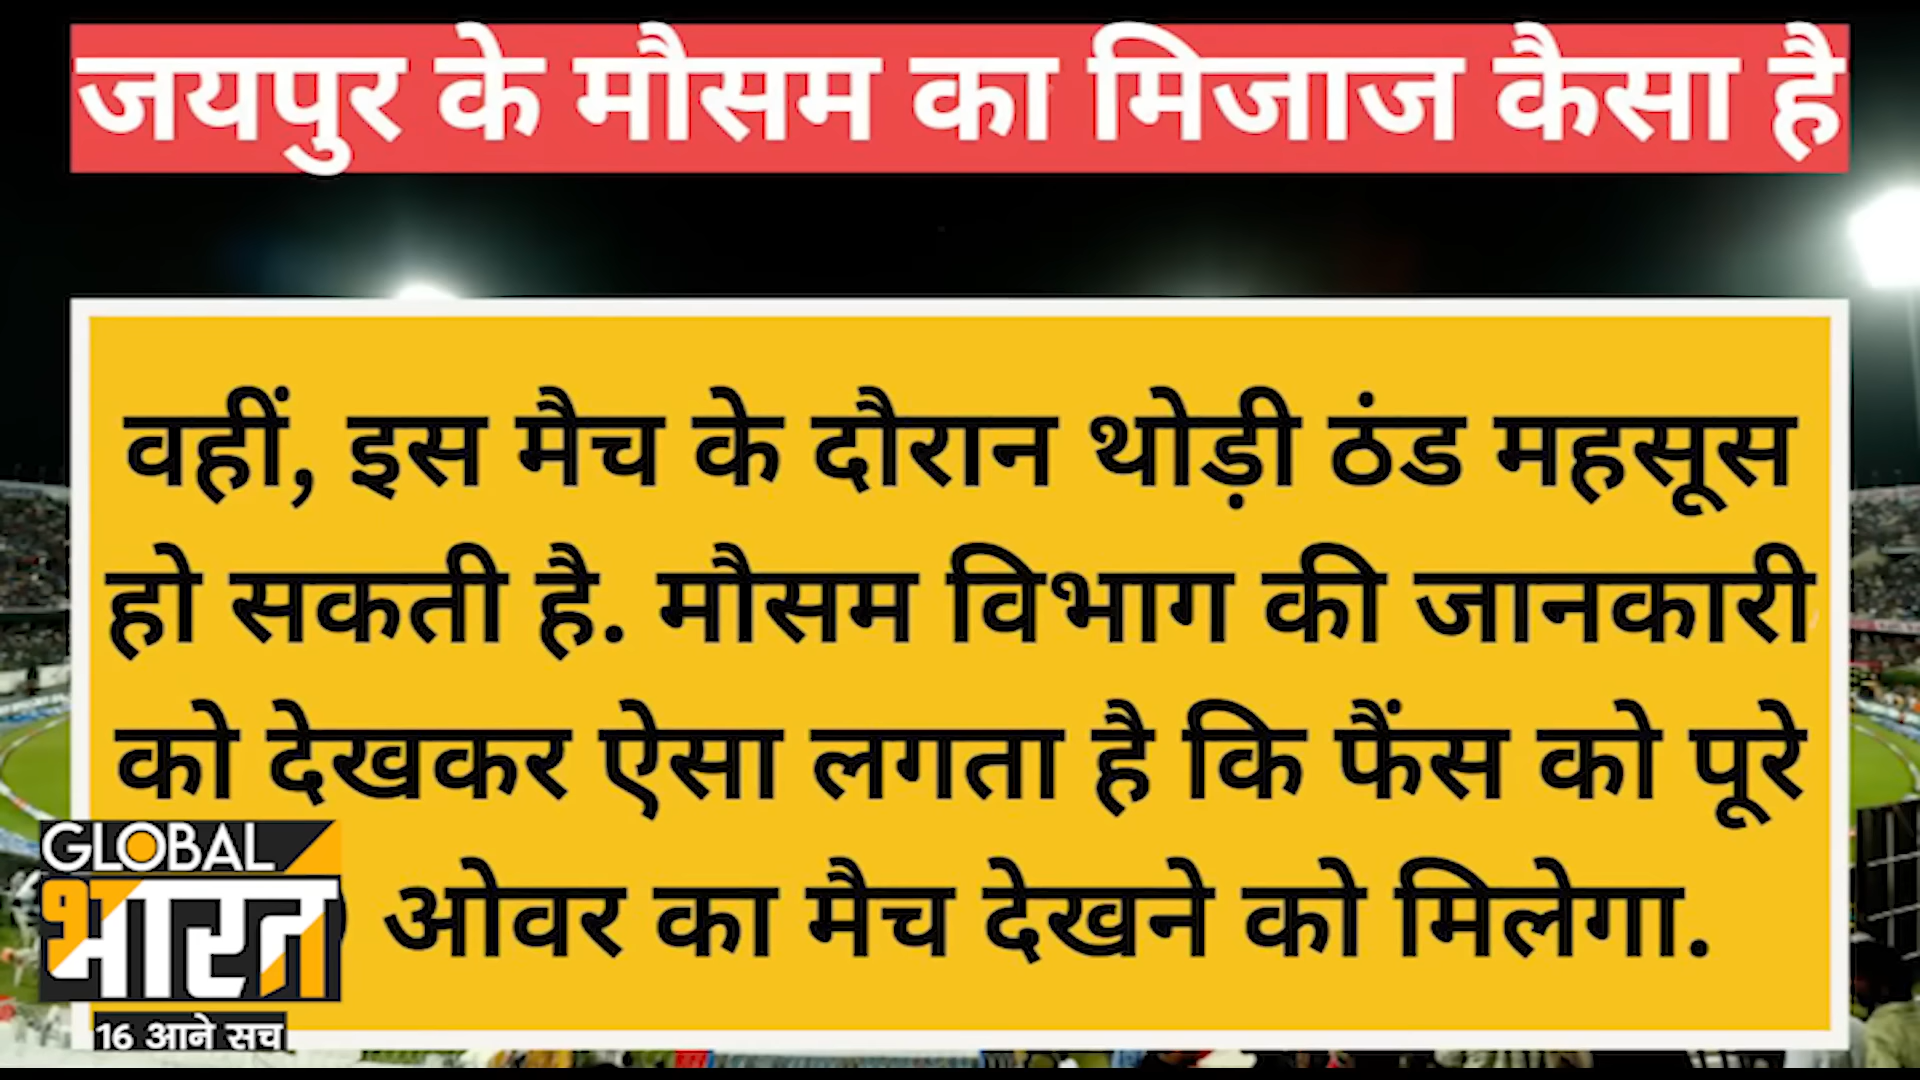 जयपुर के मौसम का मिजाज कैसा है
वहीं, इस मैच के दौरान थोड़ी ठंड महसूस
हो सकती है. मौसम विभाग की जानकारी
को देखकर ऐसा लगता है कि फैंस को पूरे
ओवर का मैच देखने को मिलेगा.
GLOBAL
भारत
16 आने सच